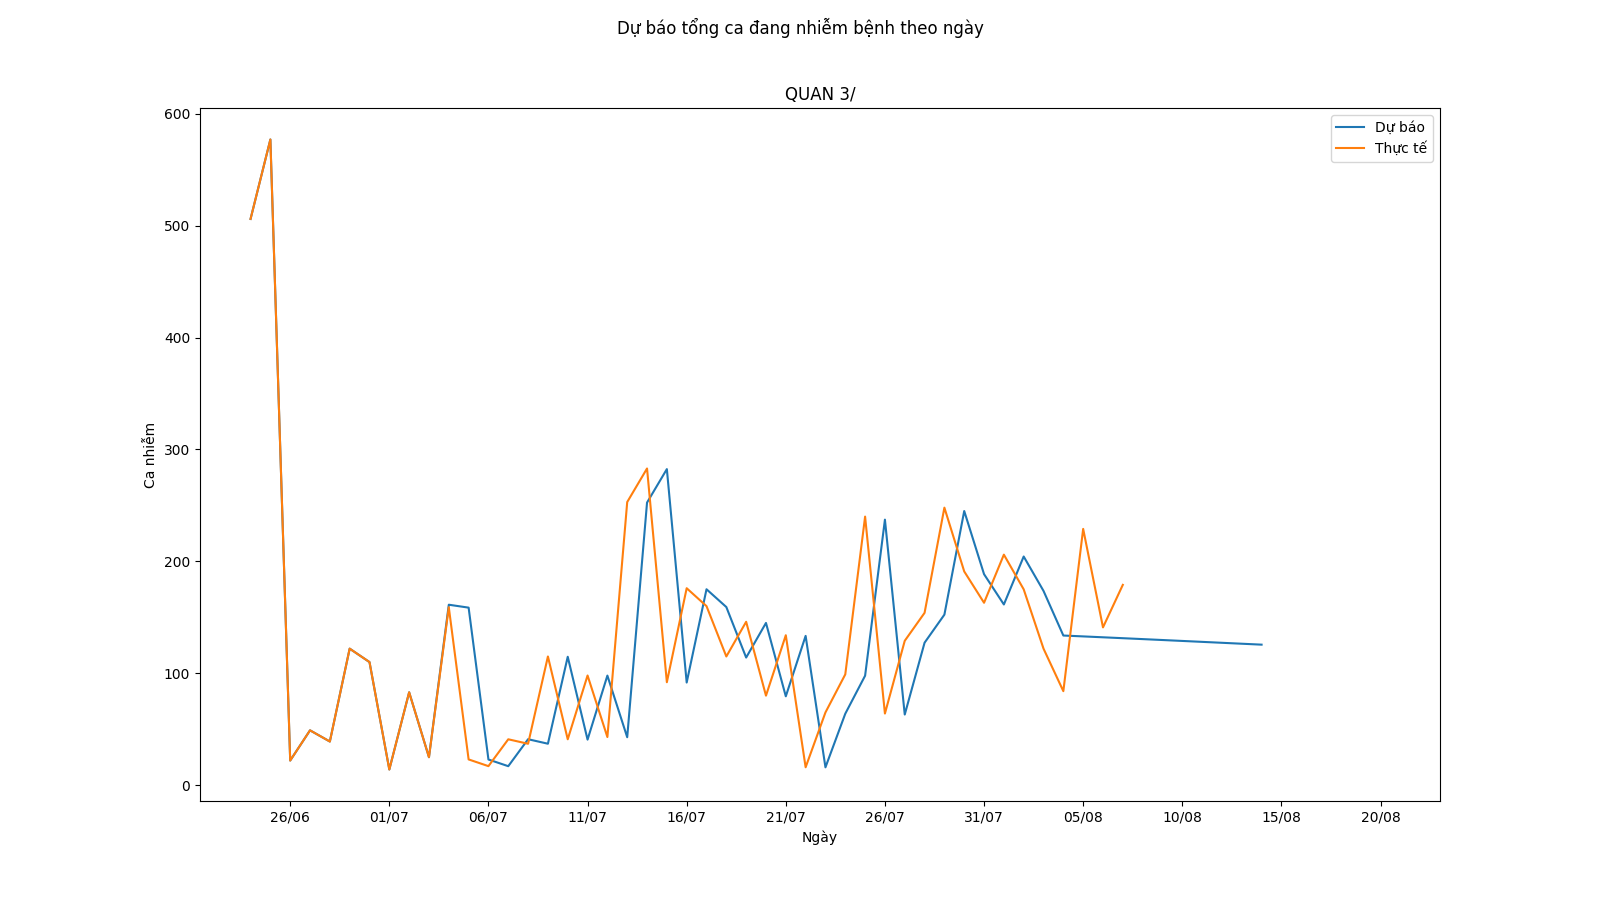 Dự báo tổng ca đang nhiễm bệnh theo ngày
QUAN 3/
Dự báo
Thực tế
600
500
400
300
200
100
0
Ca nhiễm
26/06 01/07 06/07 11/07 16/07 21/07 26/07 31/07 05/08 10/08 15/08 20/08
Ngày